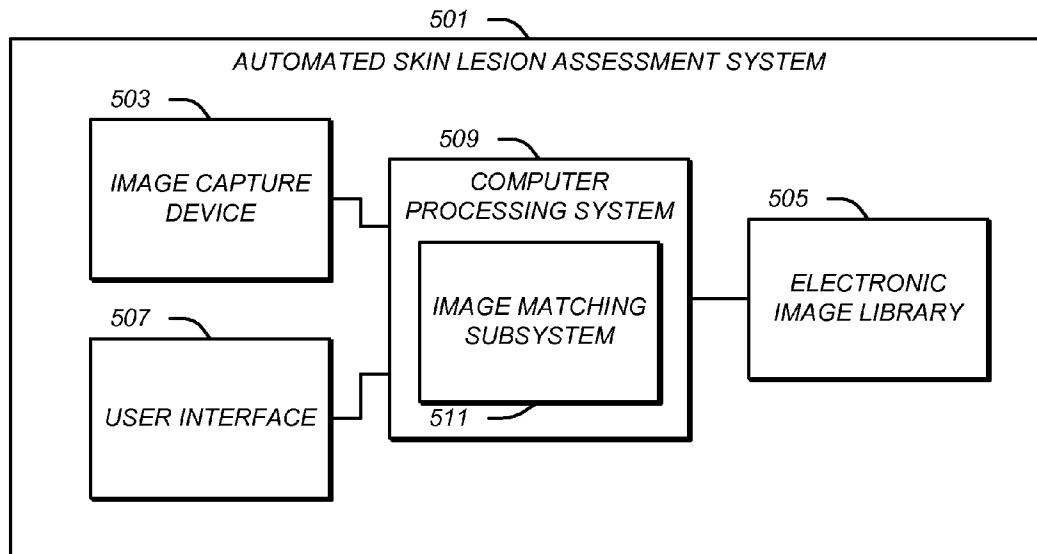 501
AUTOMATED SKIN LESION ASSESSMENT SYSTEM
503
IMAGE CAPTURE
DEVICE
509
COMPUTER
PROCESSING SYSTEM
505
ELECTRONIC
IMAGE LIBRARY
507
USER INTERFACE
IMAGE MATCHING
SUBSYSTEM
511